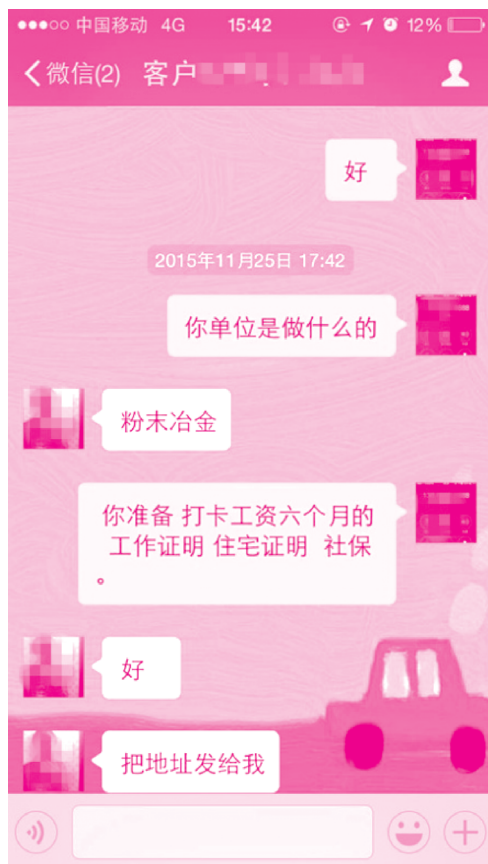 中国移动 4G 15:42 12%
微信(2) 客户
好
2015年11月25日 17:42
你单位是做什么的
粉末冶金
你准备 打卡工资六个月的
工作证明 住宅证明 社保
。
好
把地址发给我